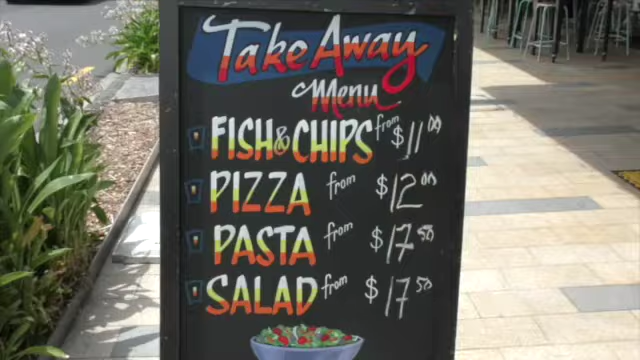 Take Away
Menu
FISH & CHIPS from $11.00
PIZZA from $12.00
PASTA from $17.50
SALAD from $17.50